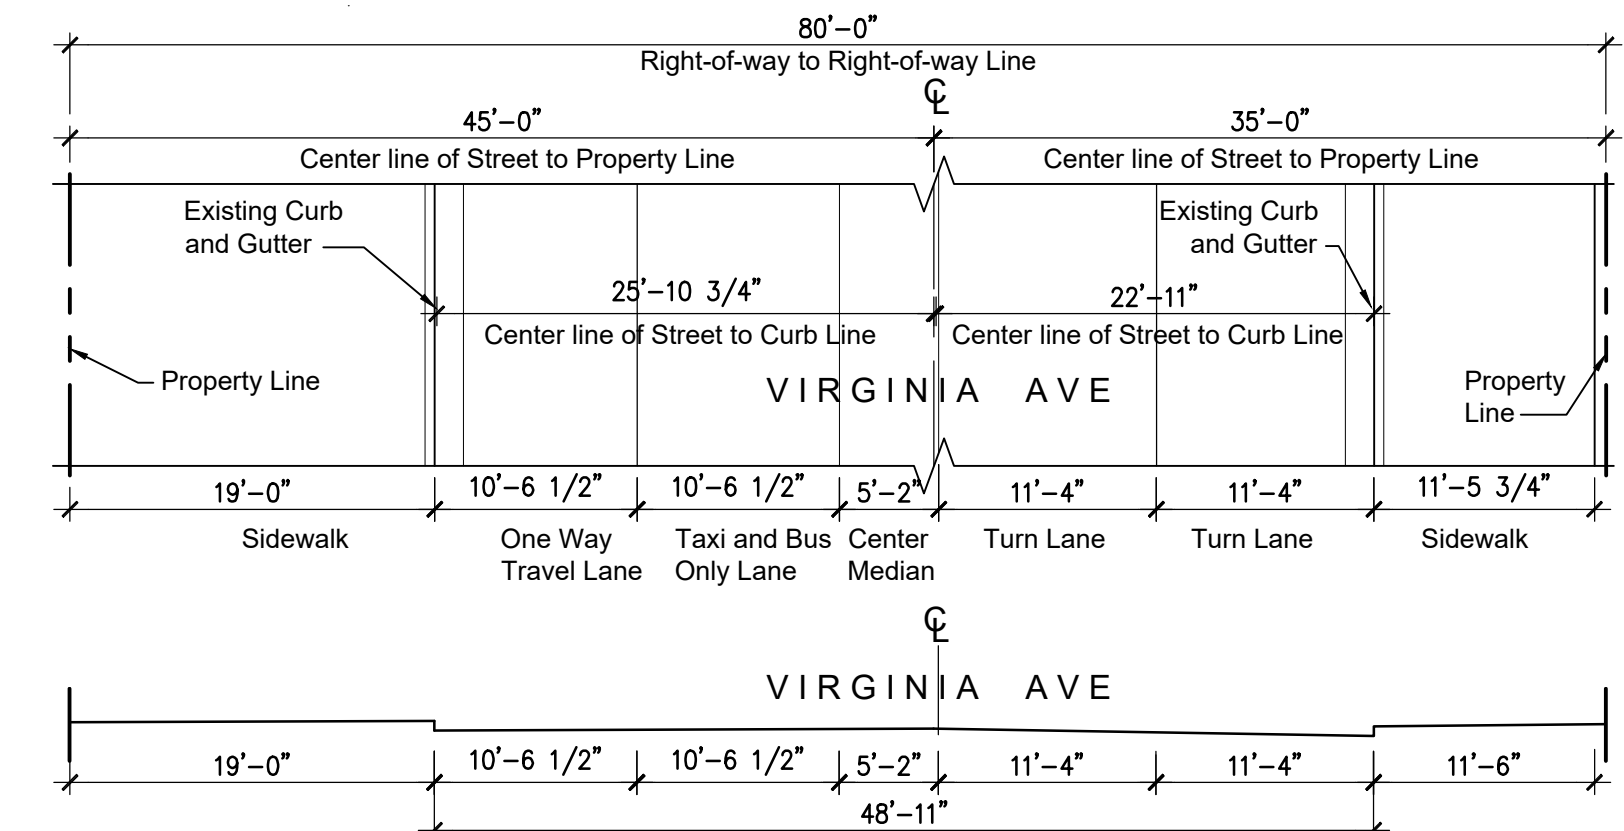 80’-0”
Right-of-way to Right-of-way Line
℄
45’-0” 35’-0”
Center line of Street to Property Line Center line of Street to Property Line
Existing Curb
and Gutter
Existing Curb
and Gutter
25’-10 3/4” 22’-11”
Center line of Street to Curb Line Center line of Street to Curb Line
Property Line
VIRGINIA AVE
Property
Line
19’-0” 10’-6 1/2” 10’-6 1/2” 5’-2” 11’-4” 11’-4” 11’-5 3/4”
Sidewalk
One Way
Travel Lane
Taxi and Bus
Only Lane
Center
Median
Turn Lane
Turn Lane
Sidewalk
℄
VIRGINIA AVE
19’-0” 10’-6 1/2” 10’-6 1/2” 5’-2” 11’-4” 11’-4” 11’-6”
48’-11”